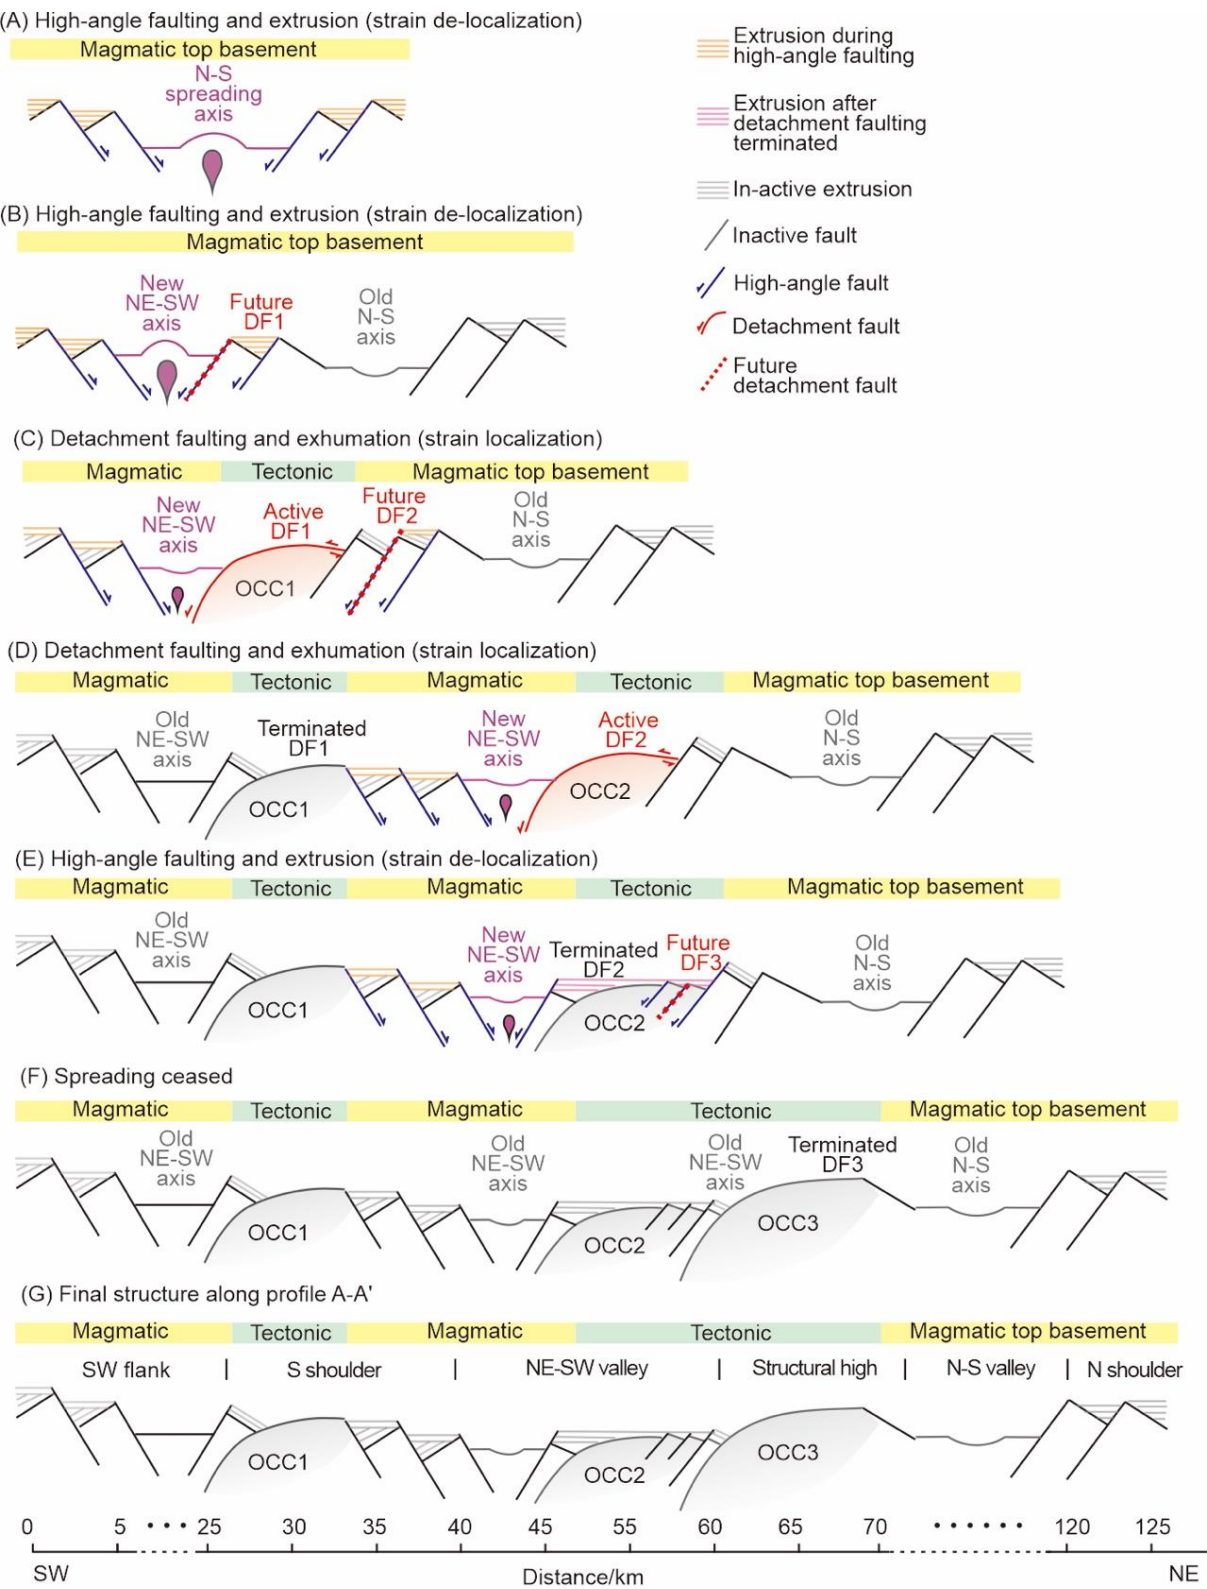 (A) High-angle faulting and extrusion (strain de-localization)
Magmatic top basement
N-S
spreading
axis
Extrusion during
high-angle faulting
Extrusion after
detachment faulting
terminated
In-active extrusion
Inactive fault
High-angle fault
Detachment fault
Future
detachment fault
(B) High-angle faulting and extrusion (strain de-localization)
Magmatic top basement
New
NE-SW
axis
Future
DF1
Old
N-S
axis
(C) Detachment faulting and exhumation (strain localization)
Magmatic Tectonic Magmatic top basement
New
NE-SW
axis
Active
DF1
Future
DF2
Old
N-S
axis
OCC1
(D) Detachment faulting and exhumation (strain localization)
Magmatic Tectonic Magmatic Tectonic Magmatic top basement
Old
NE-SW
axis
Terminated
DF1
New
NE-SW
axis
Active
DF2
Old
N-S
axis
OCC1
OCC2
(E) High-angle faulting and extrusion (strain de-localization)
Magmatic Tectonic Magmatic Tectonic Magmatic top basement
Old
NE-SW
axis
New
NE-SW
axis
Terminated
DF2
Future
DF3
Old
N-S
axis
OCC1
OCC2
(F) Spreading ceased
Magmatic Tectonic Magmatic Tectonic Magmatic top basement
Old
NE-SW
axis
Old
NE-SW
axis
Old
NE-SW
axis
Terminated
DF3
Old
N-S
axis
OCC1
OCC2
OCC3
(G) Final structure along profile A-A'
Magmatic Tectonic Magmatic Tectonic Magmatic top basement
SW flank | S shoulder | NE-SW valley | Structural high | N-S valley | N shoulder
OCC1
OCC2
OCC3
0 5 25 30 35 40 45 55 60 65 70 120 125
SW Distance/km NE